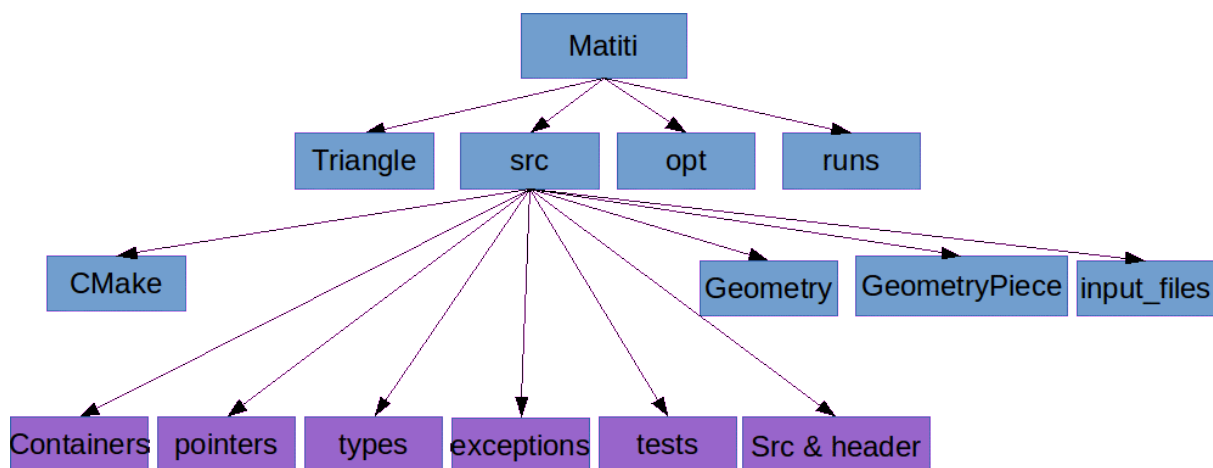 Matiti
Triangle
src
opt
runs
CMake
Geometry
GeometryPiece
input_files
Containers
pointers
types
exceptions
tests
Src & header